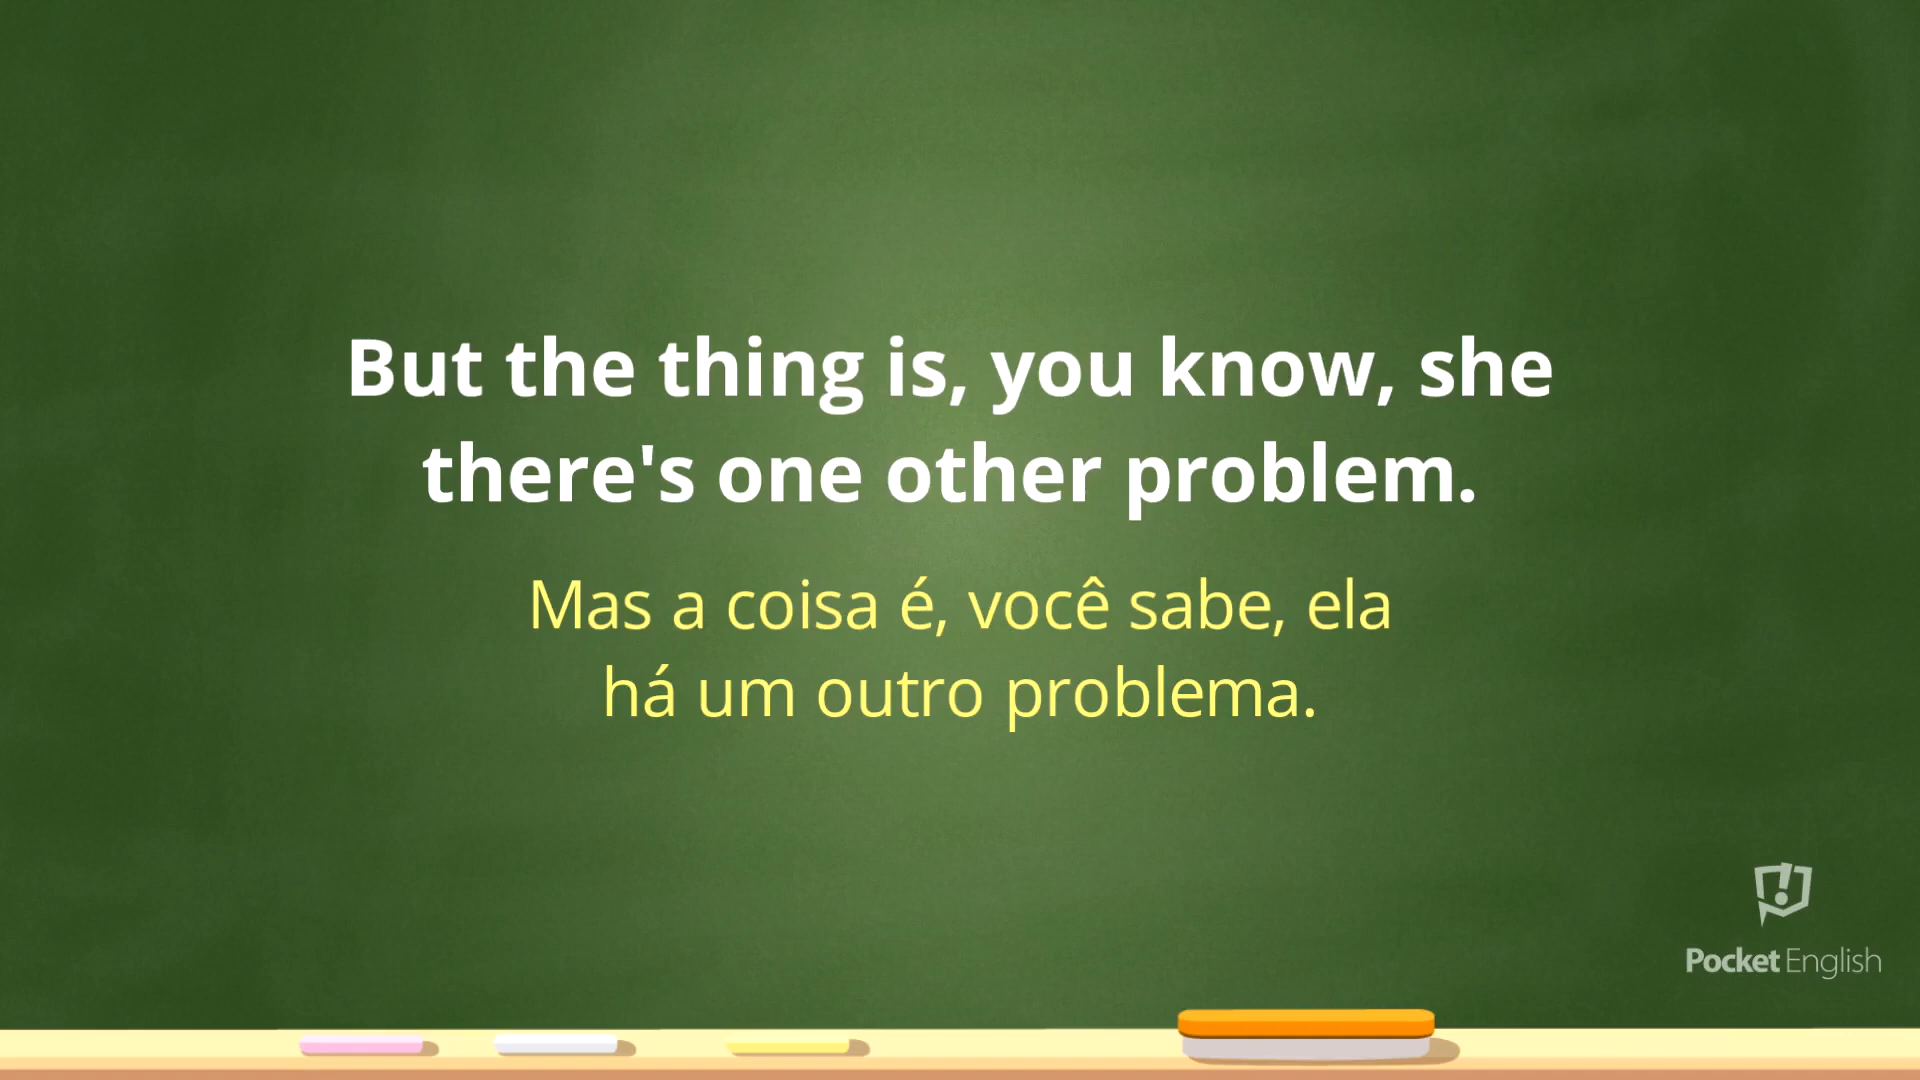 But the thing is, you know, she
there's one other problem.
Mas a coisa é, você sabe, ela
há um outro problema.
Pocket English